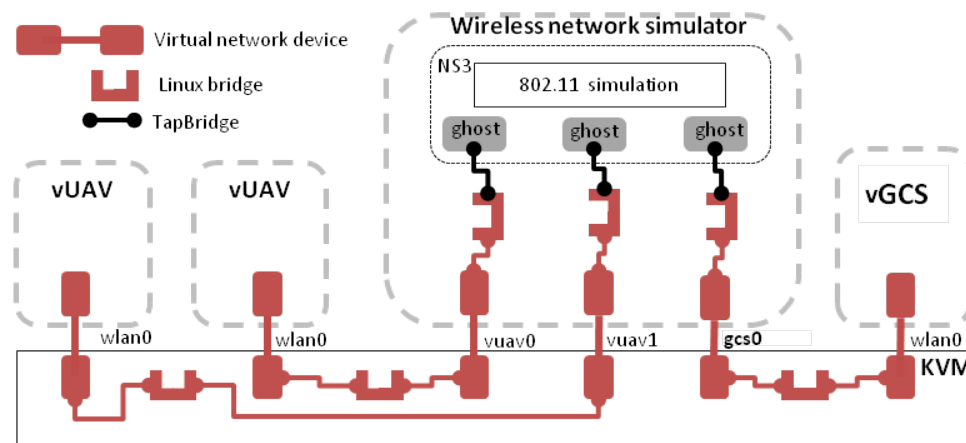 Wireless network simulator
Virtual network device
Linux bridge
TapBridge
NS3
802.11 simulation
ghost
ghost
ghost
vUAV
vUAV
vGCS
wlan0
wlan0
vuav0
vuav1
gcs0
wlan0
KVM